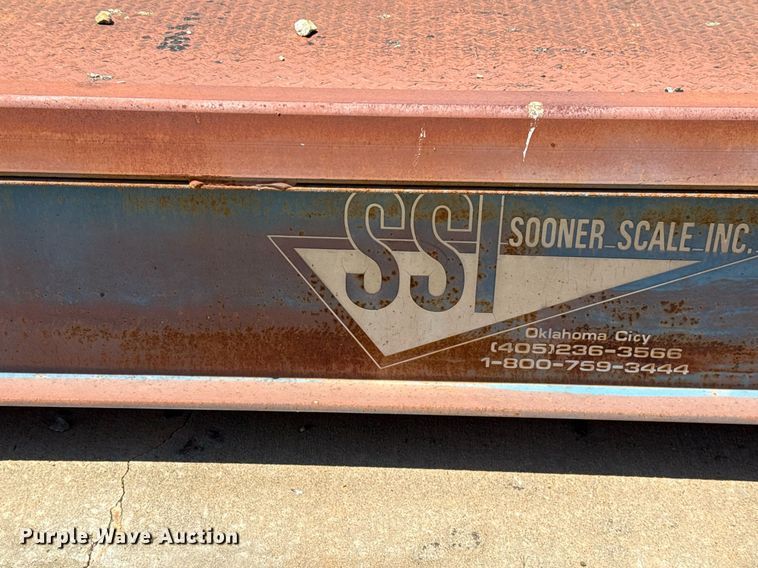 SSI
SOONER SCALE INC.
Oklahoma City
(405)236-3566
1-800-759-3444
Purple Wave Auction